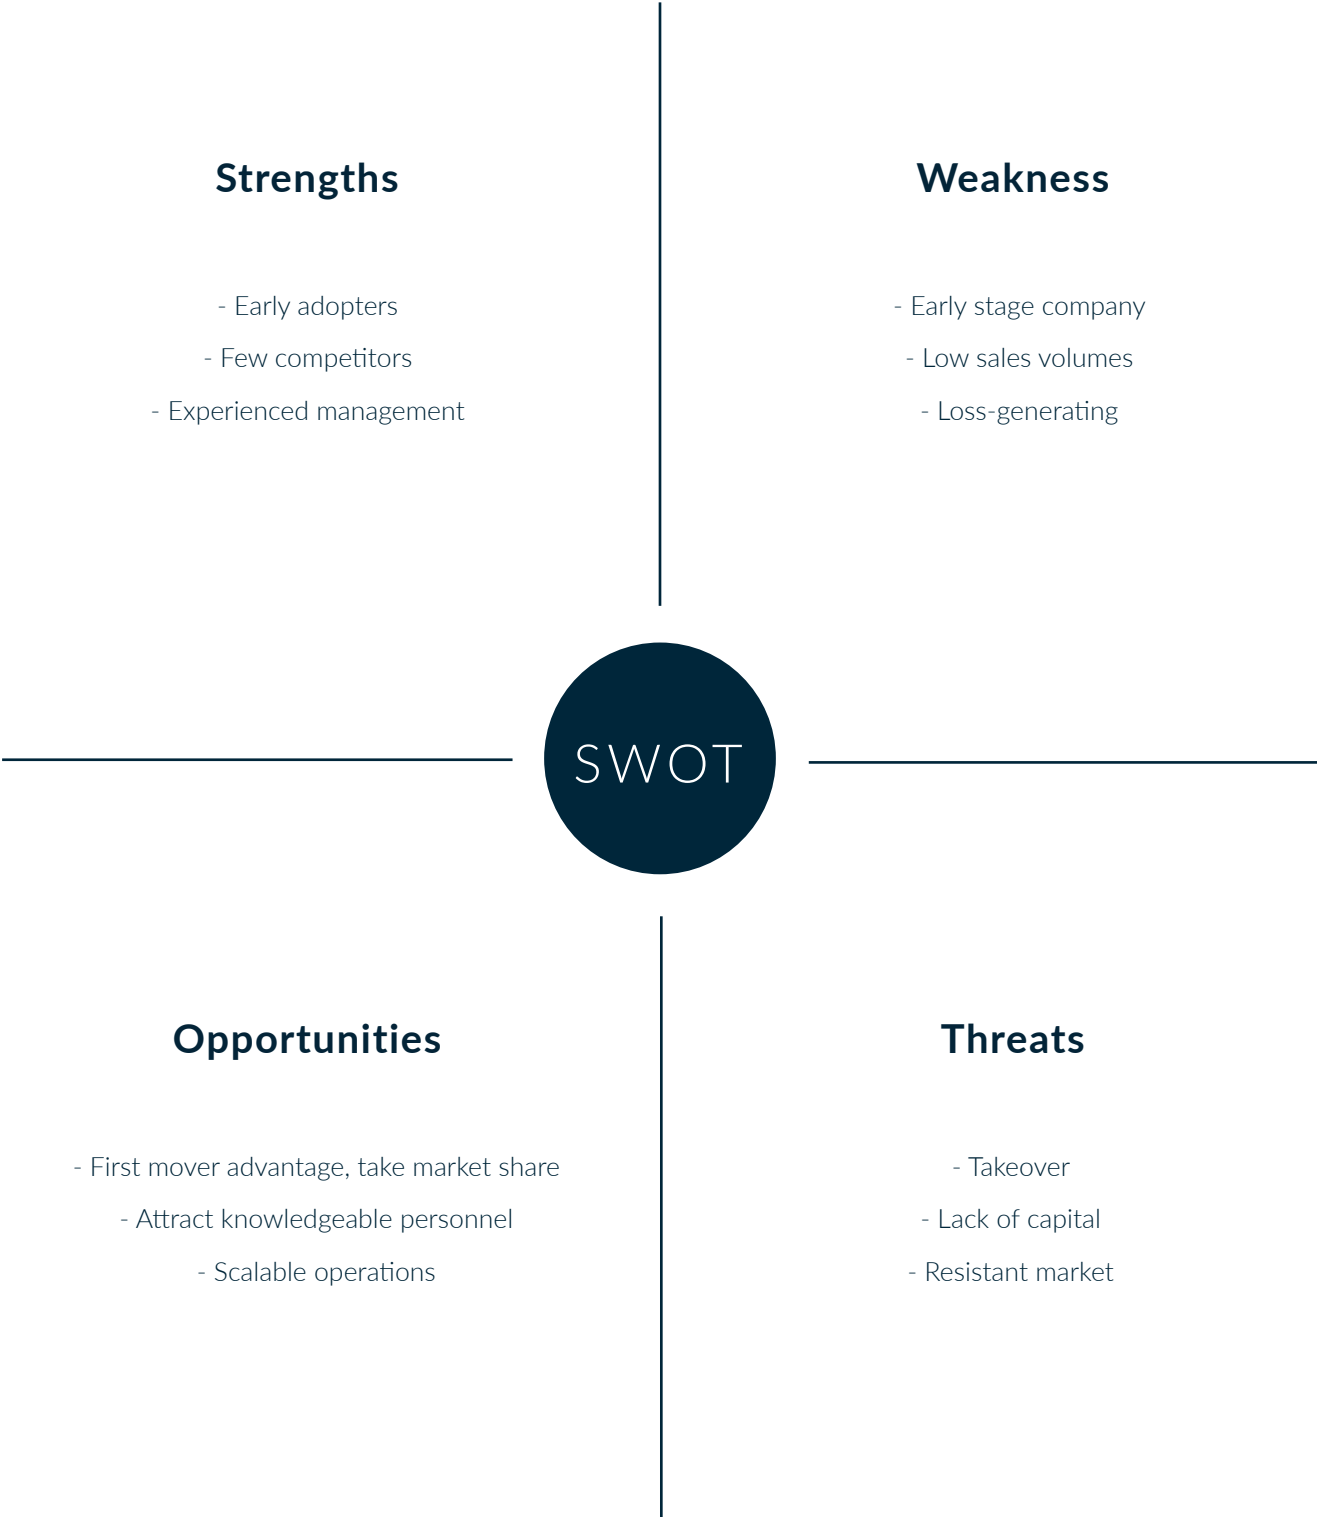 Strengths
- Early adopters
- Few competitors
- Experienced management
Weakness
- Early stage company
- Low sales volumes
- Loss-generating
SWOT
Opportunities
- First mover advantage, take market share
- Attract knowledgeable personnel
- Scalable operations
Threats
- Takeover
- Lack of capital
- Resistant market